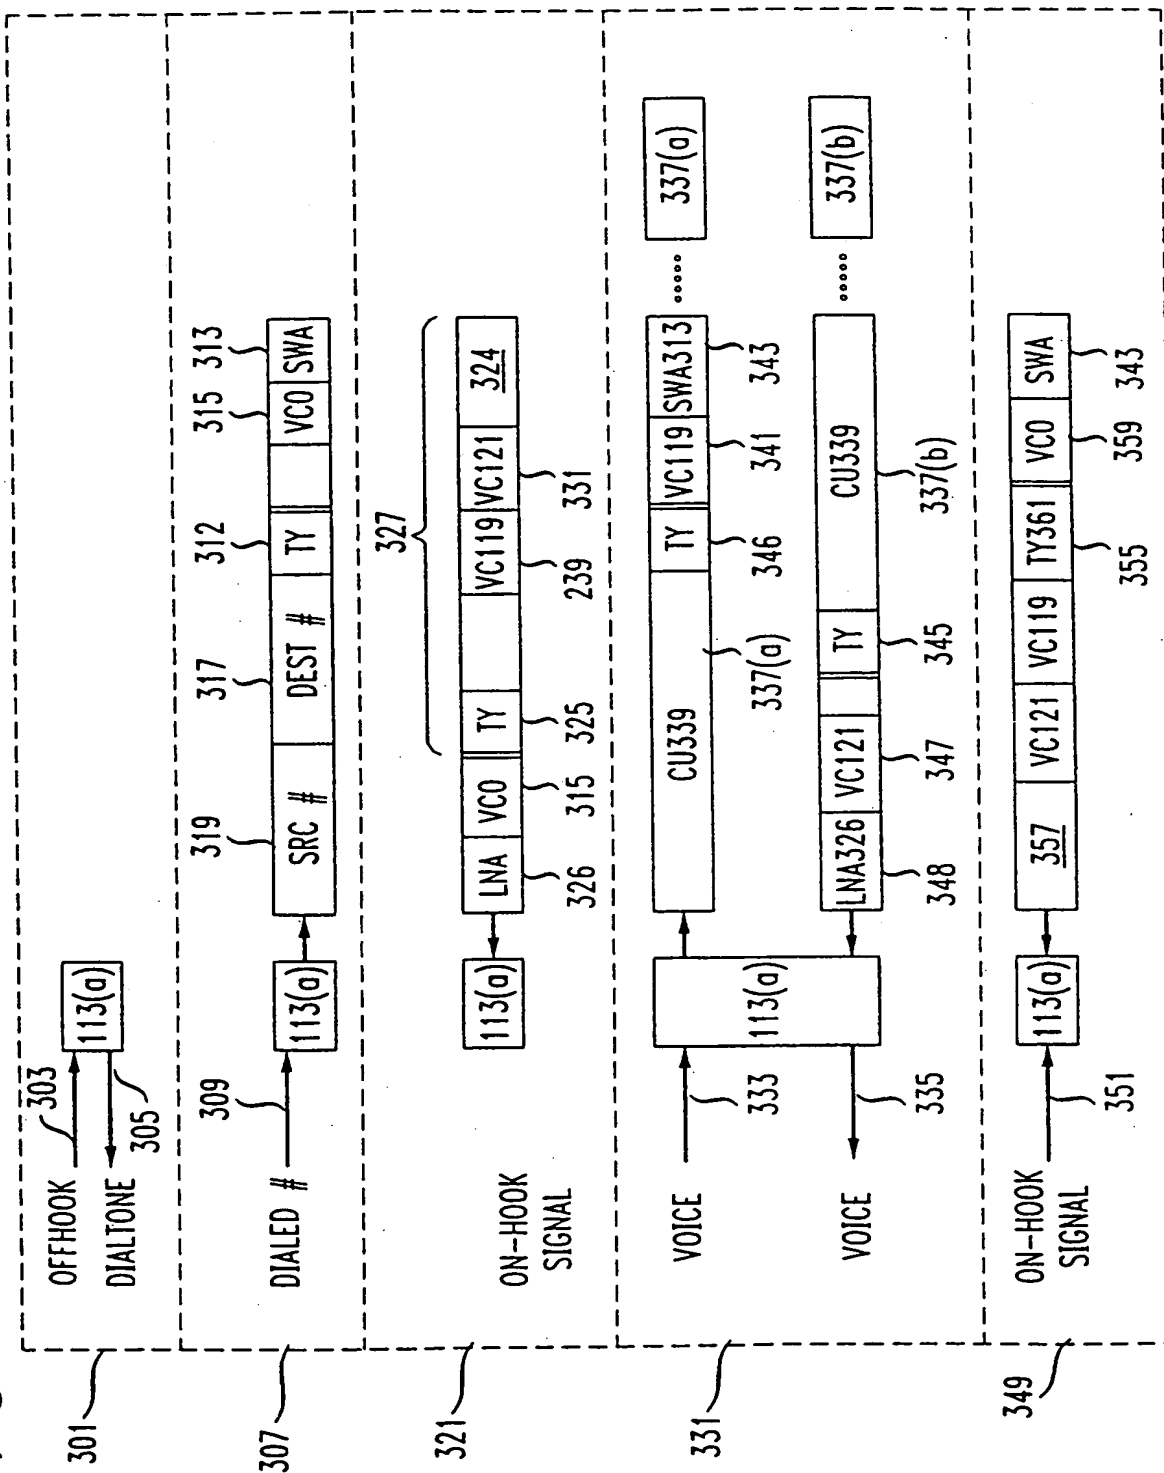 301
OFFHOOK
303
DIALTONE
305
113(a)
307
DIALED #
309
113(a)
319
317
312
315
313
SRC #
DEST #
TY
VC0
SWA
321
ON-HOOK
SIGNAL
113(a)
327
LNA
VC0
TY
VC119
VC121
324
326
315
325
239
331
331
VOICE
333
VOICE
335
113(a)
CU339
TY
VC119
SWA313
337(a)
337(a)
346
341
343
LNA326
VC121
TY
CU339
337(b)
348
347
345
337(b)
349
ON-HOOK
SIGNAL
351
113(a)
357
VC121
VC119
TY361
VC0
SWA
355
359
343